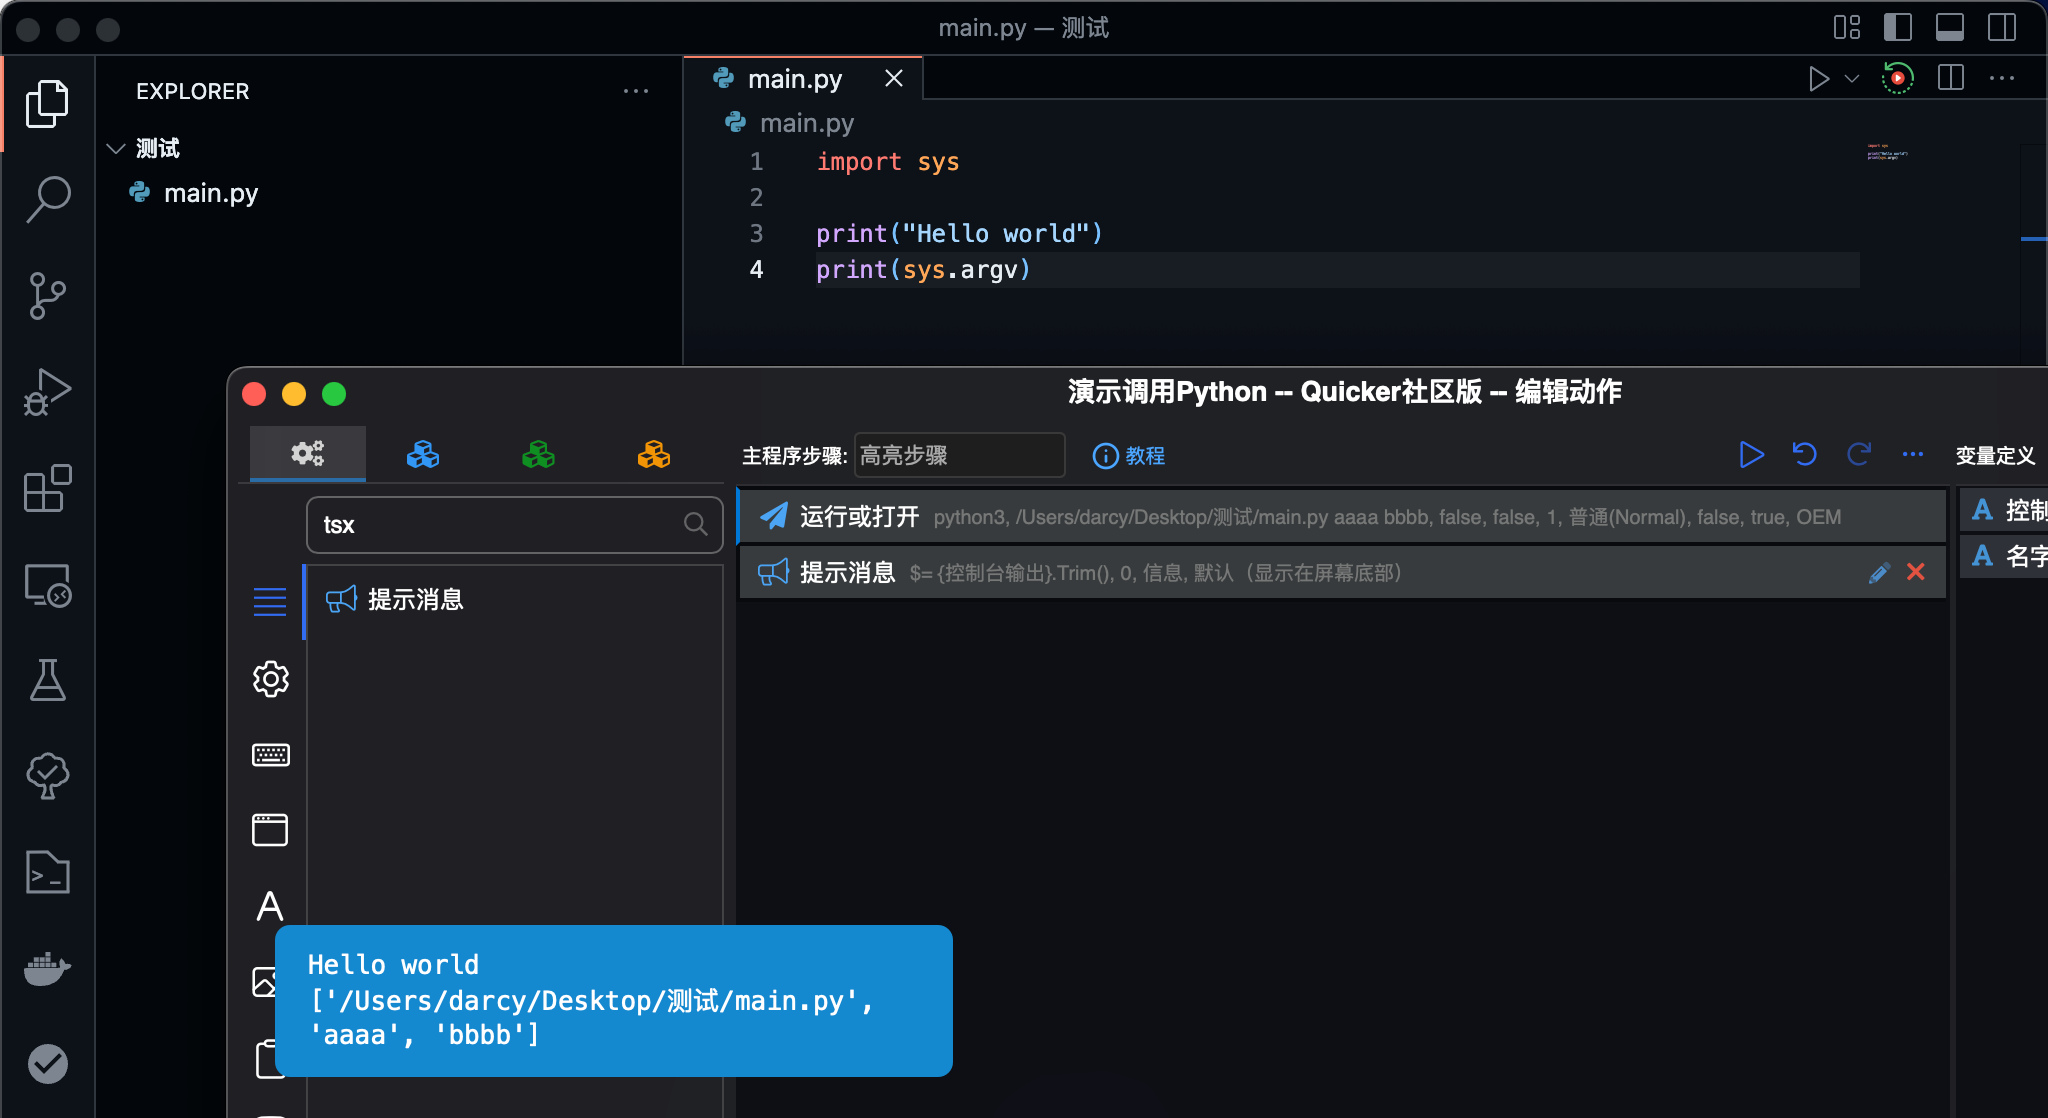 main.py — 测试
EXPLORER
测试
main.py
main.py
main.py
1 import sys
2
3 print("Hello world")
4 print(sys.argv)
演示调用Python -- Quicker社区版 -- 编辑动作
主程序步骤: 高亮步骤 教程 变量定义
tsx
提示消息
运行或打开 python3, /Users/darcy/Desktop/测试/main.py aaaa bbbb, false, false, 1, 普通(Normal), false, true, OEM
提示消息 $= {控制台输出}.Trim(), 0, 信息, 默认（显示在屏幕底部）
A 控制
A 名字
Hello world
['/Users/darcy/Desktop/测试/main.py',
'aaaa', 'bbbb']